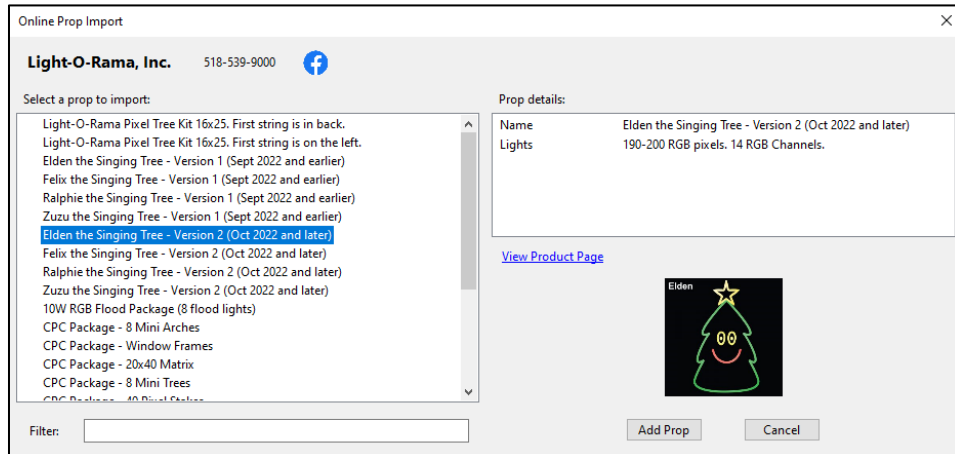 Online Prop Import
Light-O-Rama, Inc. 518-539-9000
Select a prop to import:
Light-O-Rama Pixel Tree Kit 16x25. First string is in back.
Light-O-Rama Pixel Tree Kit 16x25. First string is on the left.
Elden the Singing Tree - Version 1 (Sept 2022 and earlier)
Felix the Singing Tree - Version 1 (Sept 2022 and earlier)
Ralphie the Singing Tree - Version 1 (Sept 2022 and earlier)
Zuzu the Singing Tree - Version 1 (Sept 2022 and earlier)
Elden the Singing Tree - Version 2 (Oct 2022 and later)
Felix the Singing Tree - Version 2 (Oct 2022 and later)
Ralphie the Singing Tree - Version 2 (Oct 2022 and later)
Zuzu the Singing Tree - Version 2 (Oct 2022 and later)
10W RGB Flood Package (8 flood lights)
CPC Package - 8 Mini Arches
CPC Package - Window Frames
CPC Package - 20x40 Matrix
CPC Package - 8 Mini Trees
CPC Package - 40 Pixel Stakes
Filter:
Prop details:
Name Elden the Singing Tree - Version 2 (Oct 2022 and later)
Lights 190-200 RGB pixels. 14 RGB Channels.
View Product Page
Elden
Add Prop Cancel